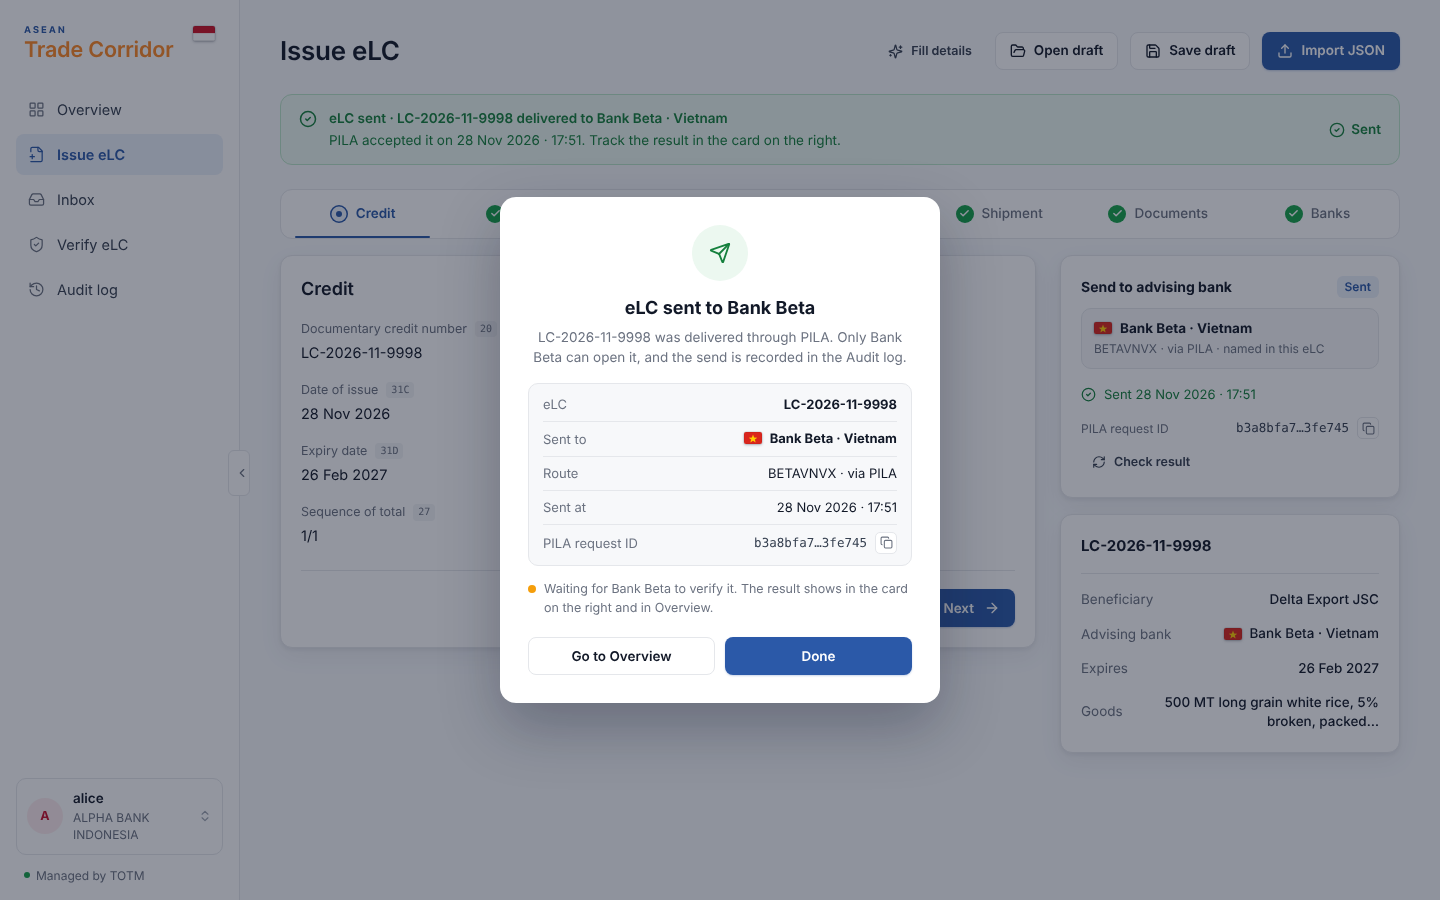 ASEAN
Trade Corridor
Overview
Issue eLC
Inbox
Verify eLC
Audit log
A
alice
ALPHA BANK
INDONESIA
Managed by TOTM
Issue eLC
Fill details
Open draft
Save draft
Import JSON
eLC sent · LC-2026-11-9998 delivered to Bank Beta · Vietnam
PILA accepted it on 28 Nov 2026 · 17:51. Track the result in the card on the right.
Sent
Credit
Shipment
Documents
Banks
Credit
Documentary credit number 20
LC-2026-11-9998
Date of issue 31C
28 Nov 2026
Expiry date 31D
26 Feb 2027
Sequence of total 27
1/1
Next
eLC sent to Bank Beta
LC-2026-11-9998 was delivered through PILA. Only Bank
Beta can open it, and the send is recorded in the Audit log.
eLC LC-2026-11-9998
Sent to Bank Beta · Vietnam
Route BETAVNVX · via PILA
Sent at 28 Nov 2026 · 17:51
PILA request ID b3a8bfa7…3fe745
Waiting for Bank Beta to verify it. The result shows in the card
on the right and in Overview.
Go to Overview
Done
Send to advising bank
Sent
Bank Beta · Vietnam
BETAVNVX · via PILA · named in this eLC
Sent 28 Nov 2026 · 17:51
PILA request ID b3a8bfa7…3fe745
Check result
LC-2026-11-9998
Beneficiary Delta Export JSC
Advising bank Bank Beta · Vietnam
Expires 26 Feb 2027
Goods 500 MT long grain white rice, 5%
broken, packed...